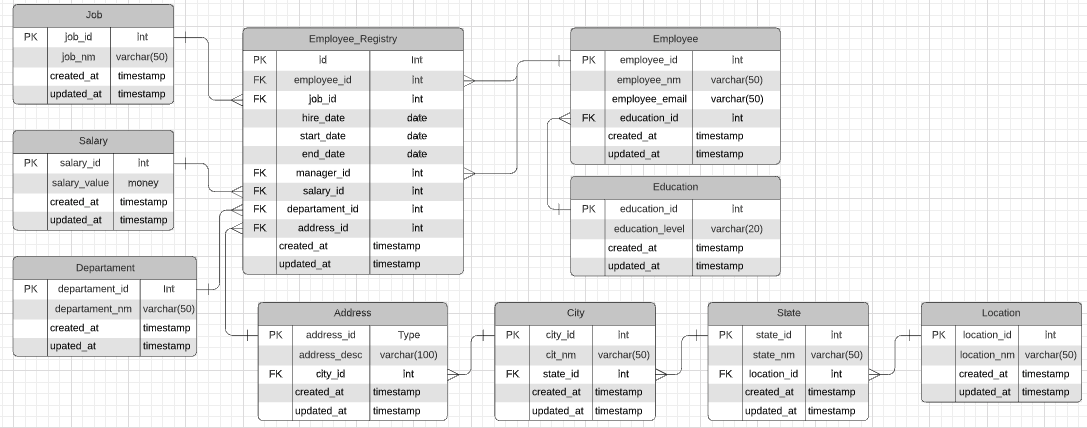 Job
PK job_id int
job_nm varchar(50)
created_at timestamp
updated_at timestamp
Employee_Registry
PK id Int
FK employee_id int
FK job_id int
hire_date date
start_date date
end_date date
FK manager_id int
FK salary_id int
FK departament_id int
FK address_id int
created_at timestamp
updated_at timestamp
Employee
PK employee_id int
employee_nm varchar(50)
employee_email varchar(50)
FK education_id int
created_at timestamp
updated_at timestamp
Salary
PK salary_id int
salary_value money
created_at timestamp
updated_at timestamp
Education
PK education_id int
education_level varchar(20)
created_at timestamp
updated_at timestamp
Departament
PK departament_id Int
departament_nm varchar(50)
created_at timestamp
upated_at timestamp
Address
PK address_id Type
address_desc varchar(100)
FK city_id int
created_at timestamp
updated_at timestamp
City
PK city_id int
cit_nm varchar(50)
FK state_id int
created_at timestamp
updated_at timestamp
State
PK state_id int
state_nm varchar(50)
FK location_id int
created_at timestamp
updated_at timestamp
Location
PK location_id int
location_nm varchar(50)
created_at timestamp
updated_at timestamp